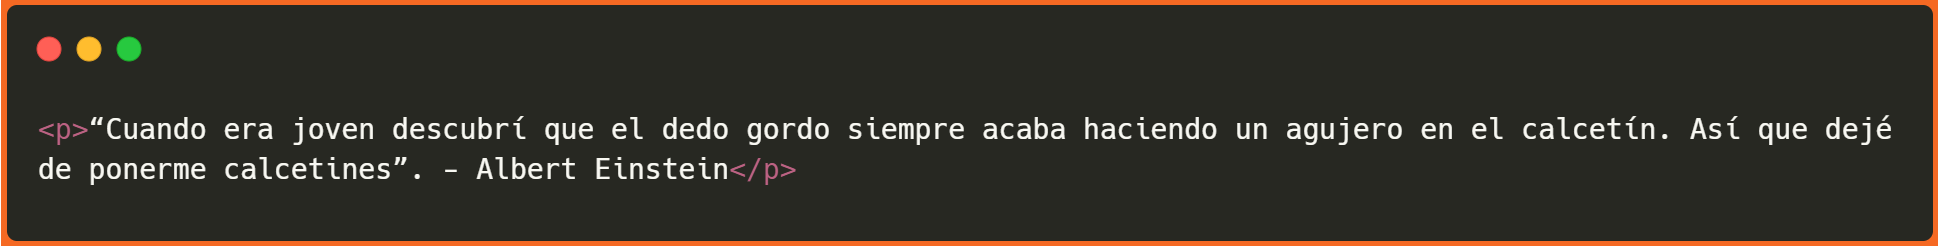 <p>“Cuando era joven descubrí que el dedo gordo siempre acaba haciendo un agujero en el calcetín. Así que dejé
de ponerme calcetines”. - Albert Einstein</p>